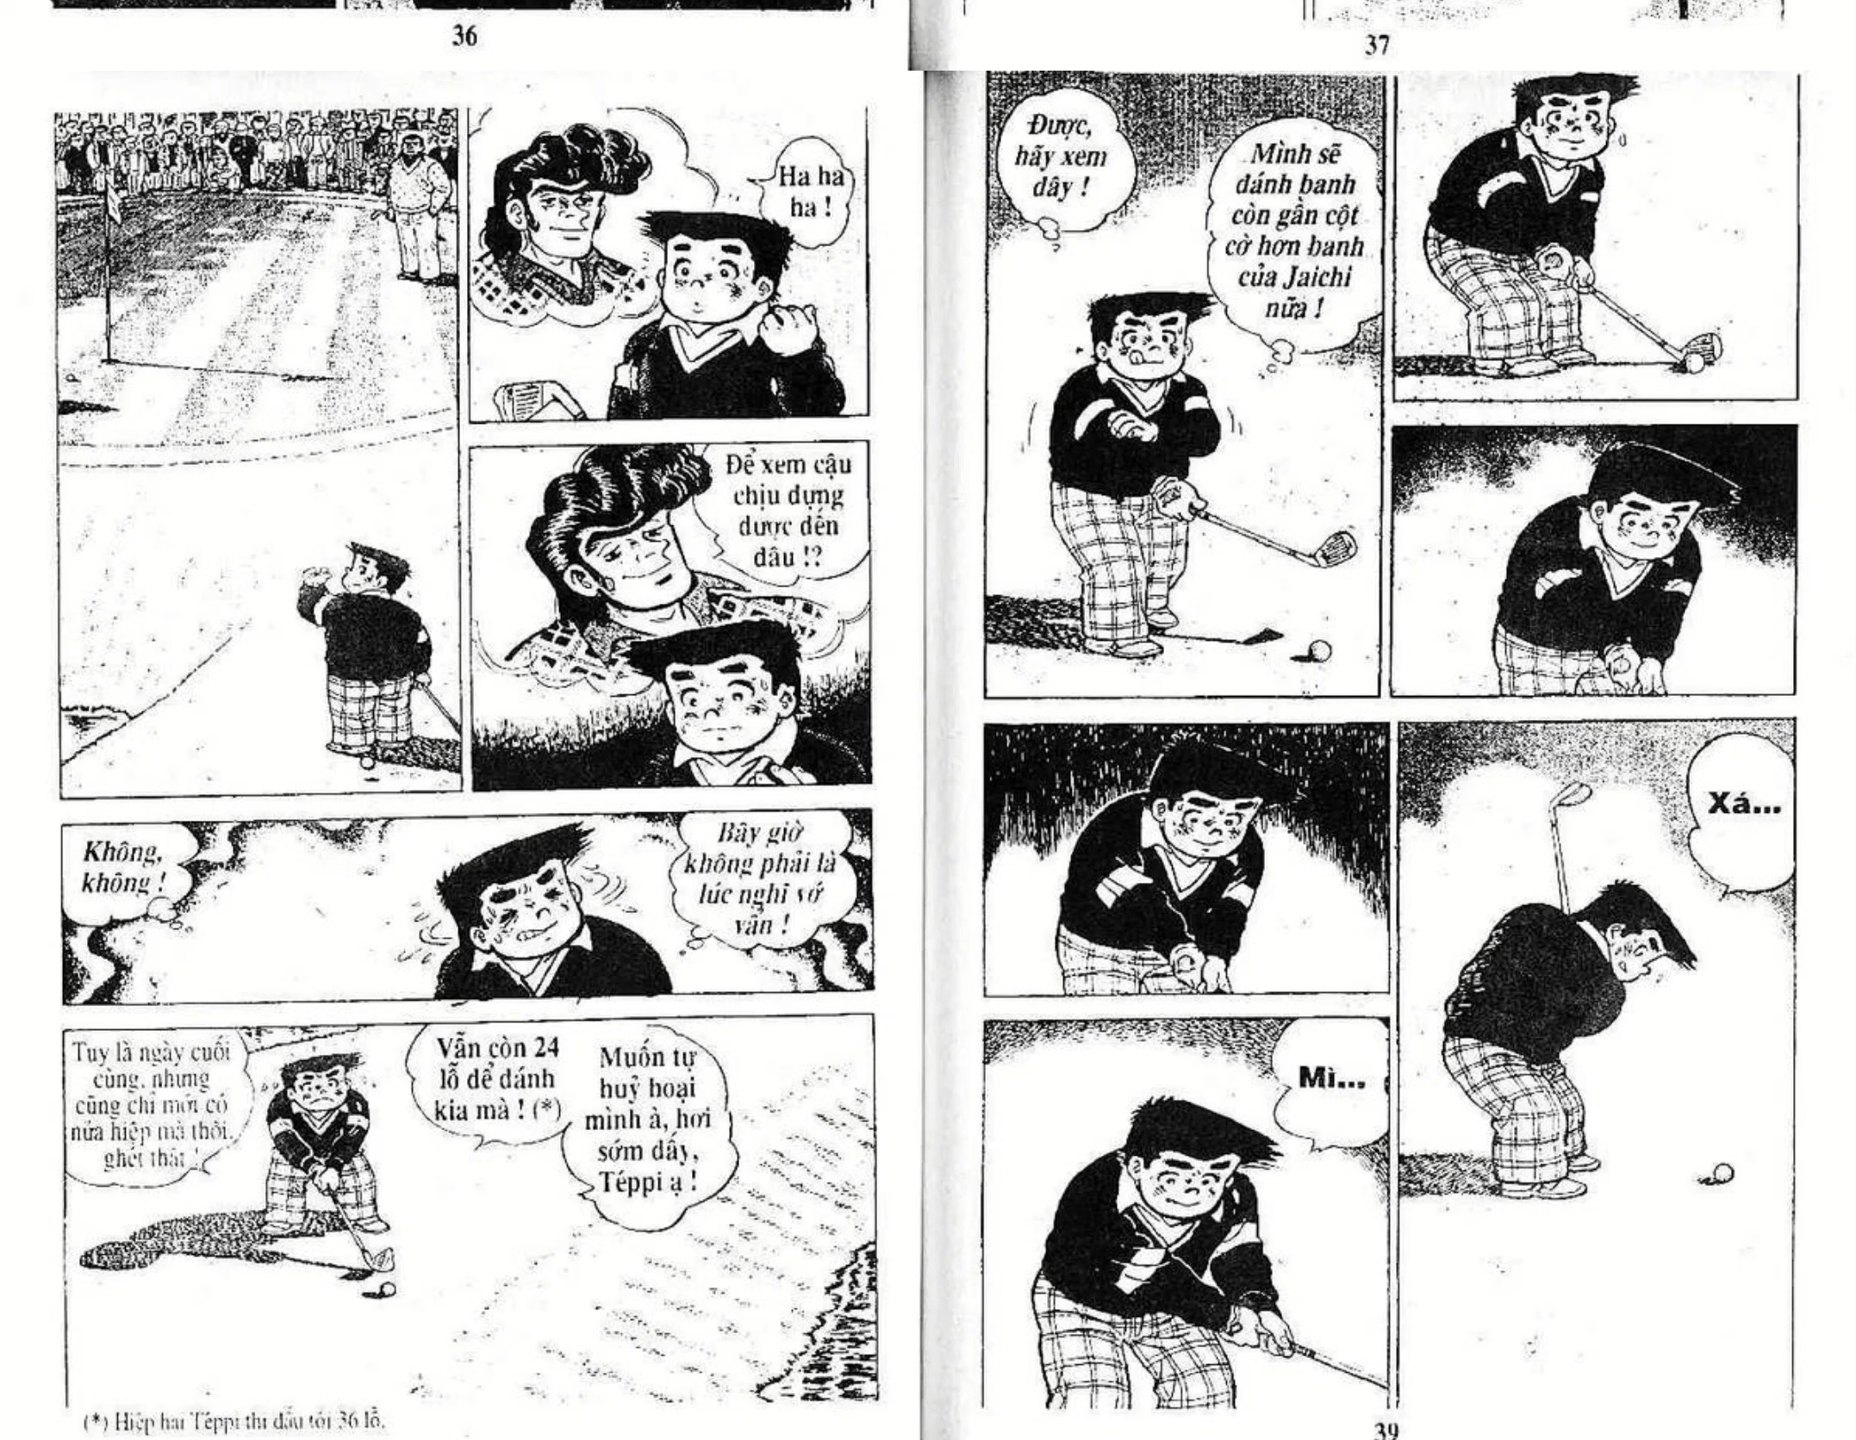 36
37
Ha ha
ha !
Để xem cậu
chịu đựng
được đến
đâu !?
Không,
không !
Bây giờ
không phải là
lúc nghĩ vớ
vẩn !
Tuy là ngày cuối
cùng, nhưng
cũng chỉ mới có
nửa hiệp mà thôi,
ghét thật !
Vẫn còn 24
lỗ để đánh
kia mà ! (*)
Muốn tự
huỷ hoại
mình à, hơi
sớm đấy,
Téppi ạ !
(*) Hiệp hai Téppi thi đấu tới 36 lỗ.
Được,
hãy xem
đây !
Mình sẽ
đánh banh
còn gần cột
cờ hơn banh
của Jaichi
nữa !
Xá...
Mì...
39